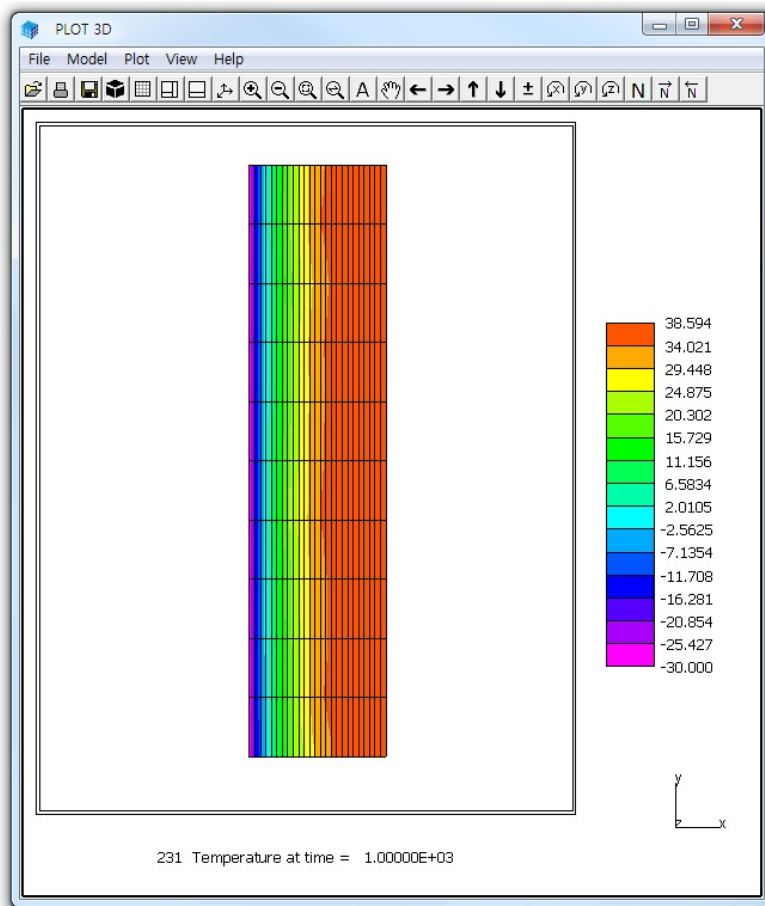 PLOT 3D
File Model Plot View Help
A ± x y z N N N
38.594
34.021
29.448
24.875
20.302
15.729
11.156
6.5834
2.0105
-2.5625
-7.1354
-11.708
-16.281
-20.854
-25.427
-30.000
y
z x
231 Temperature at time = 1.00000E+03